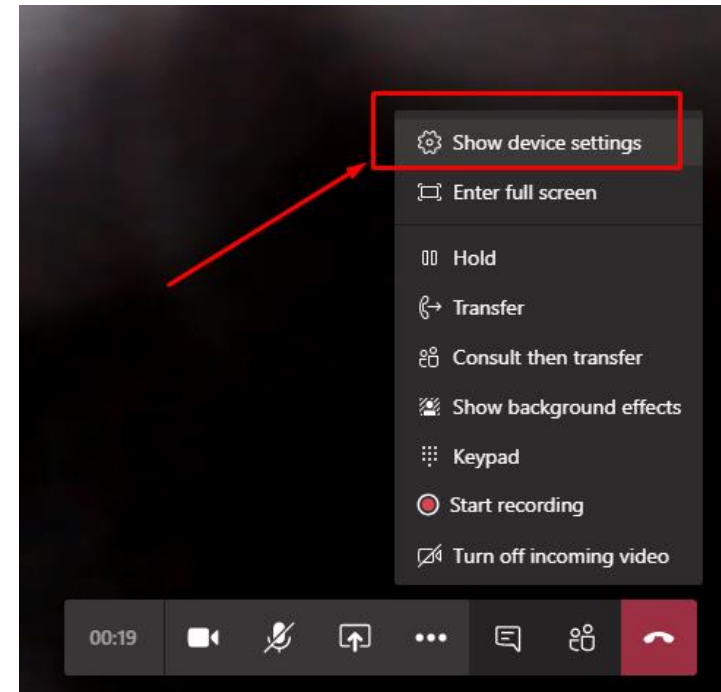 Show device settings
Enter full screen
Hold
Transfer
Consult then transfer
Show background effects
Keypad
Start recording
Turn off incoming video
00:19